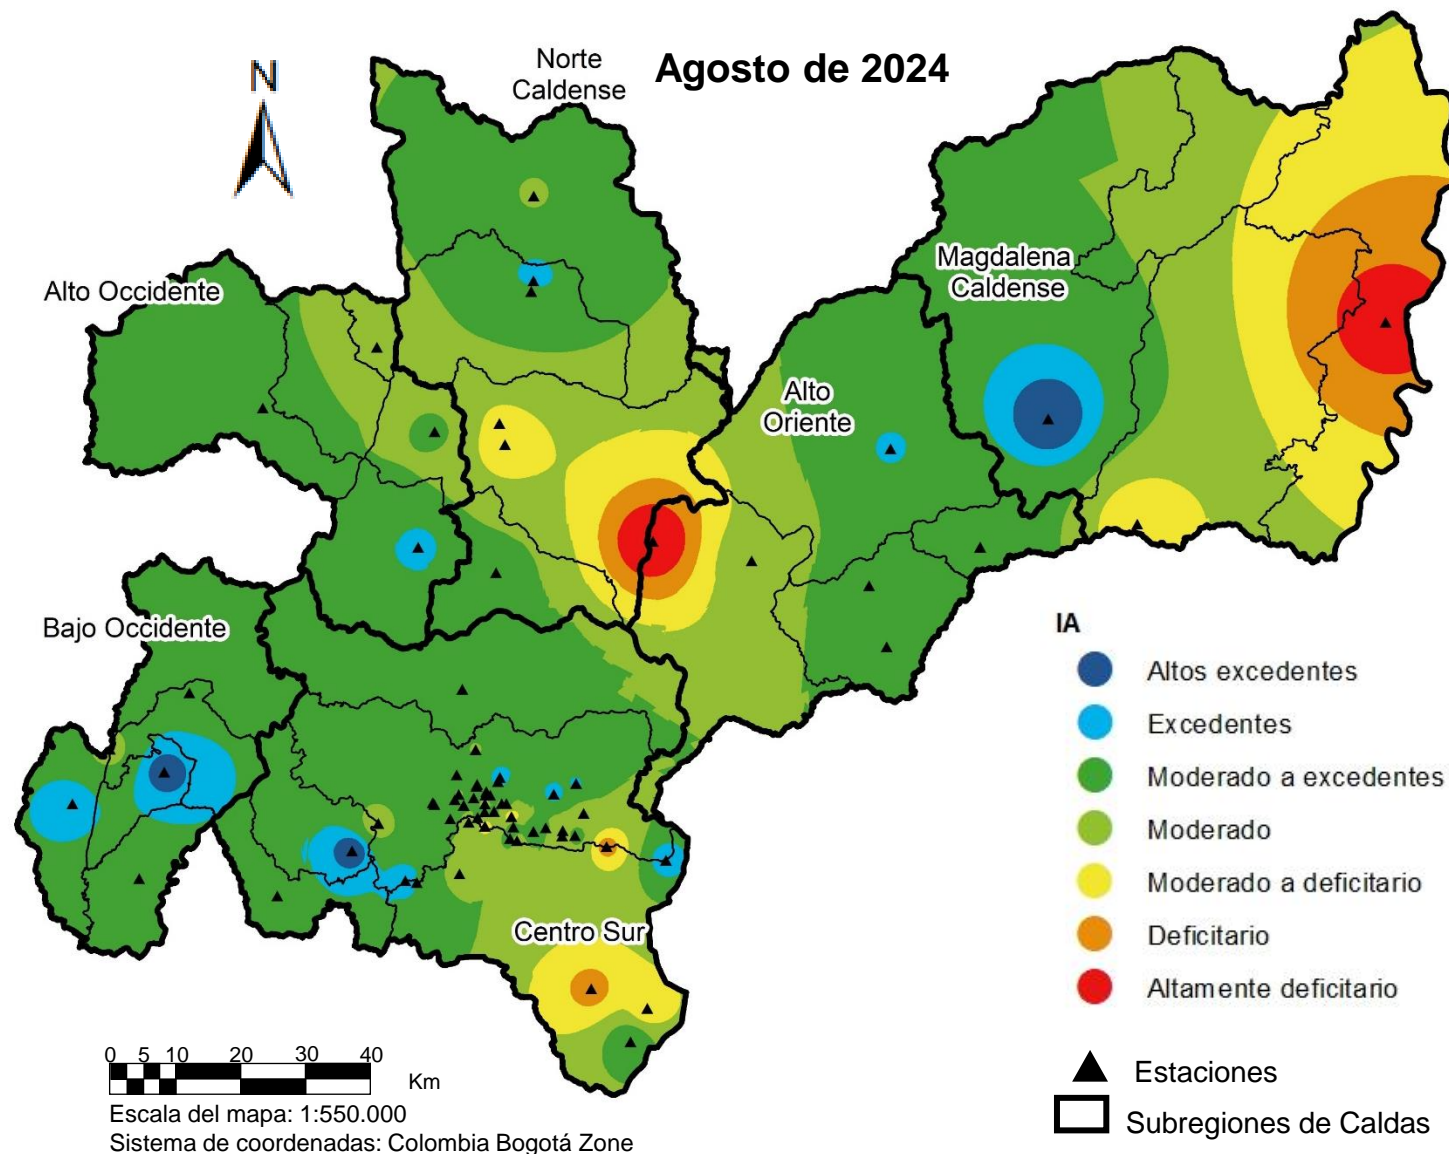 Agosto de 2024
N
Norte
Caldense
Alto Occidente
Magdalena
Caldense
Alto
Oriente
Bajo Occidente
Centro Sur
IA
Altos excedentes
Excedentes
Moderado a excedentes
Moderado
Moderado a deficitario
Deficitario
Altamente deficitario
Estaciones
Subregiones de Caldas
0 5 10 20 30 40
Km
Escala del mapa: 1:550.000
Sistema de coordenadas: Colombia Bogotá Zone